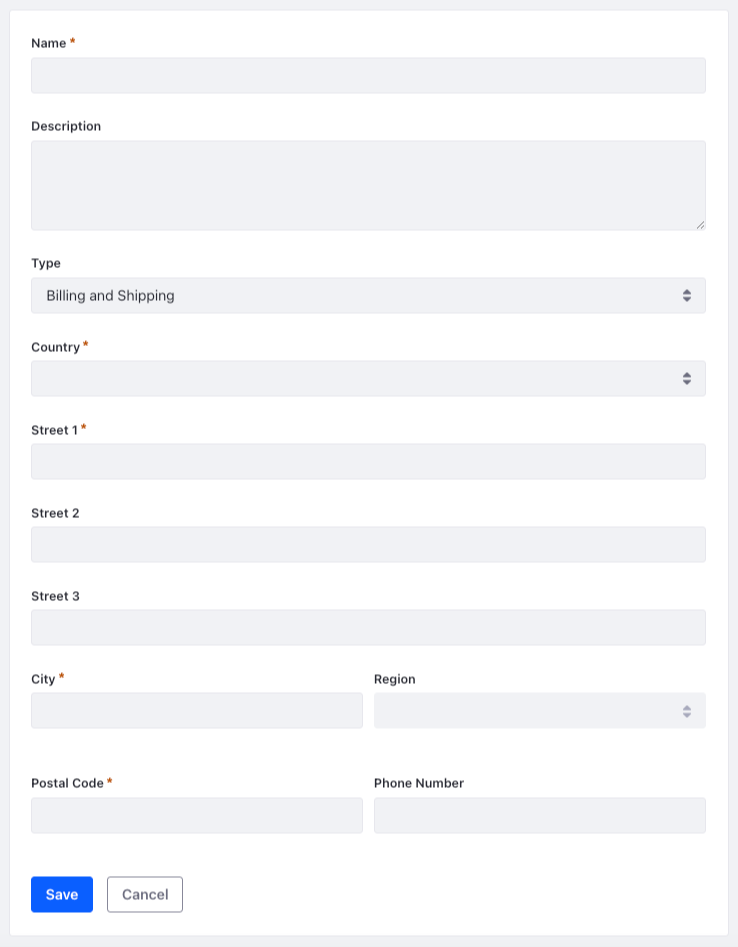 Name *
Description
Type
Billing and Shipping
Country *
Street 1 *
Street 2
Street 3
City * Region
Postal Code * Phone Number
Save Cancel